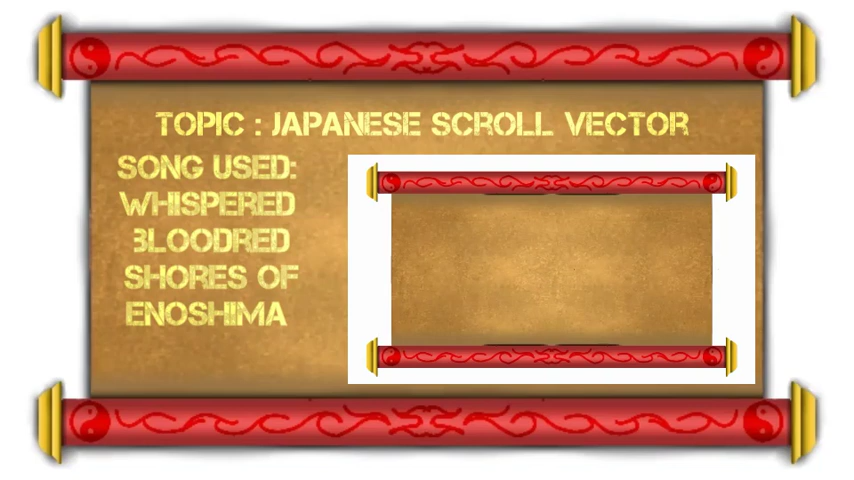 TOPIC : JAPANESE SCROLL VECTOR
SONG USED:
WHISPERED
BLOODRED
SHORES OF
ENOSHIMA